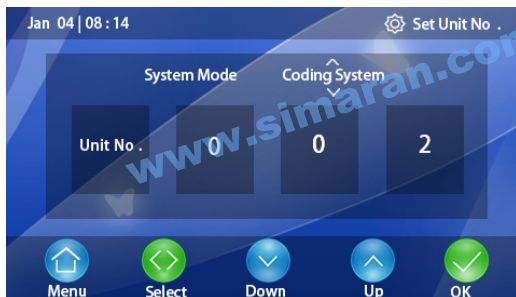 Jan 04 | 08 : 14 Set Unit No .
System Mode Coding System
Unit No . 0 0 2
www.simaran.com
Menu Select Down Up OK